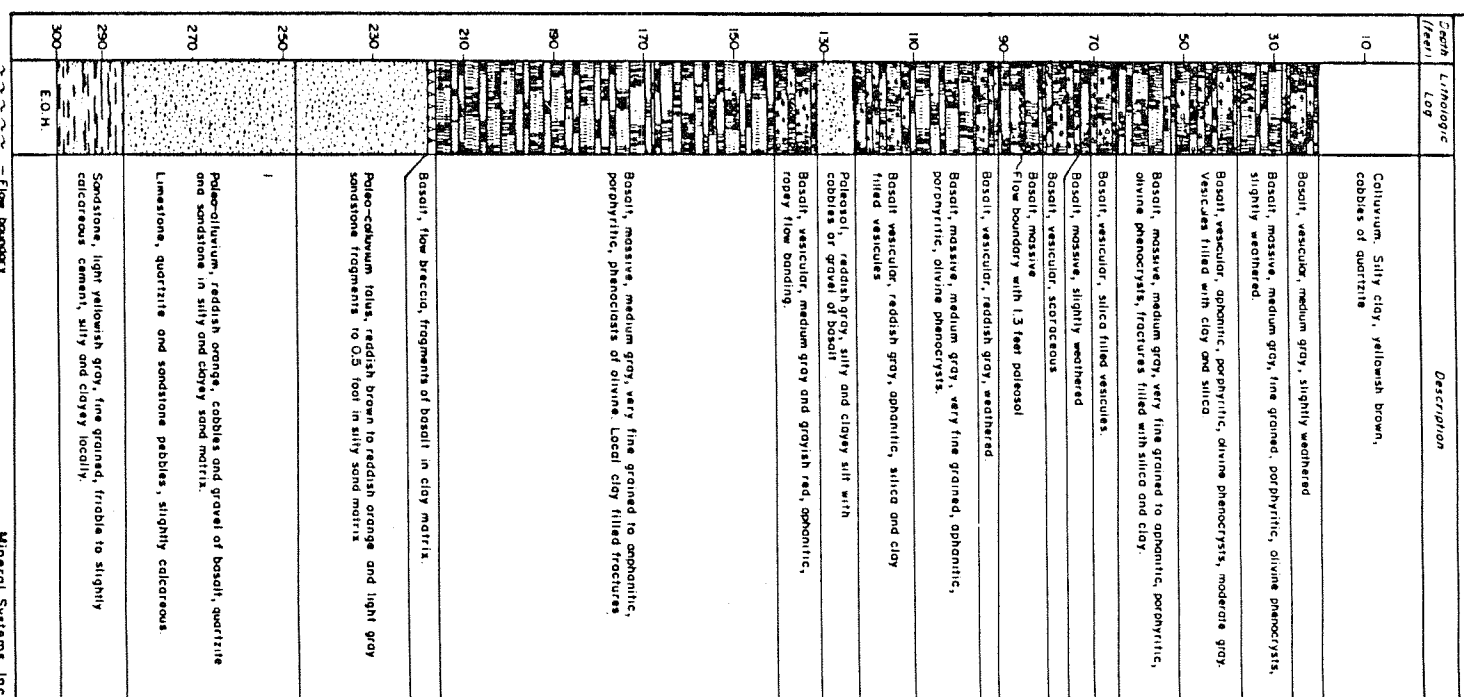 Depth (feet)
Lithologic Log
Description
10
30
50
70
90
110
130
150
170
190
210
230
250
270
290
300
E.O.H.
Colluvium. Silty clay, yellowish brown,
cobbles of quartzite
Basalt, vesicular, medium gray, slightly weathered
Basalt, massive, medium gray, fine grained, porphyritic, olivine phenocrysts,
slightly weathered.
Basalt, vesicular, aphanitic, porphyritic, olivine phenocrysts, moderate gray.
Vesicules filled with clay and silica
Basalt, massive, medium gray, very fine grained to aphanitic, porphyritic,
olivine phenocrysts, fractures filled with silica and clay.
Basalt, vesicular, silica filled vesicules.
Basalt, massive, slightly weathered
Basalt, vesicular, scoraceous
Basalt, massive
Flow boundary with 1.3 feet paleosol
Basalt, vesicular, reddish gray, weathered.
Basalt, massive, medium gray, very fine grained, aphanitic,
porphyritic, olivine phenocrysts.
Basalt vesicular, reddish gray, aphanitic, silica and clay
filled vesicules
Paleosol, reddish gray, silty and clayey silt with
cobbles or gravel of basalt
Basalt, vesicular, medium gray and grayish red, aphanitic,
ropey flow banding.
Basalt, massive, medium gray, very fine grained to anphanitic,
porphyritic, phenoclasts of olivine. Local clay filled fractures
Basalt, flow breccia, fragments of basalt in clay matrix.
Paleo-colluvium talus, reddish brown to reddish orange and light gray
sandstone fragments to 0.5 foot in silty sand matrix
Paleo-alluvium, reddish orange, cobbles and gravel of basalt, quartzite
and sandstone in silty and clayey sand matrix.
Limestone, quartzite and sandstone pebbles, slightly calcareous.
Sandstone, light yellowish gray, fine grained, friable to slightly
calcareous cement, silty and clayey locally.
~ ~ ~ ~ - Flow boundary
Mineral Systems Inc